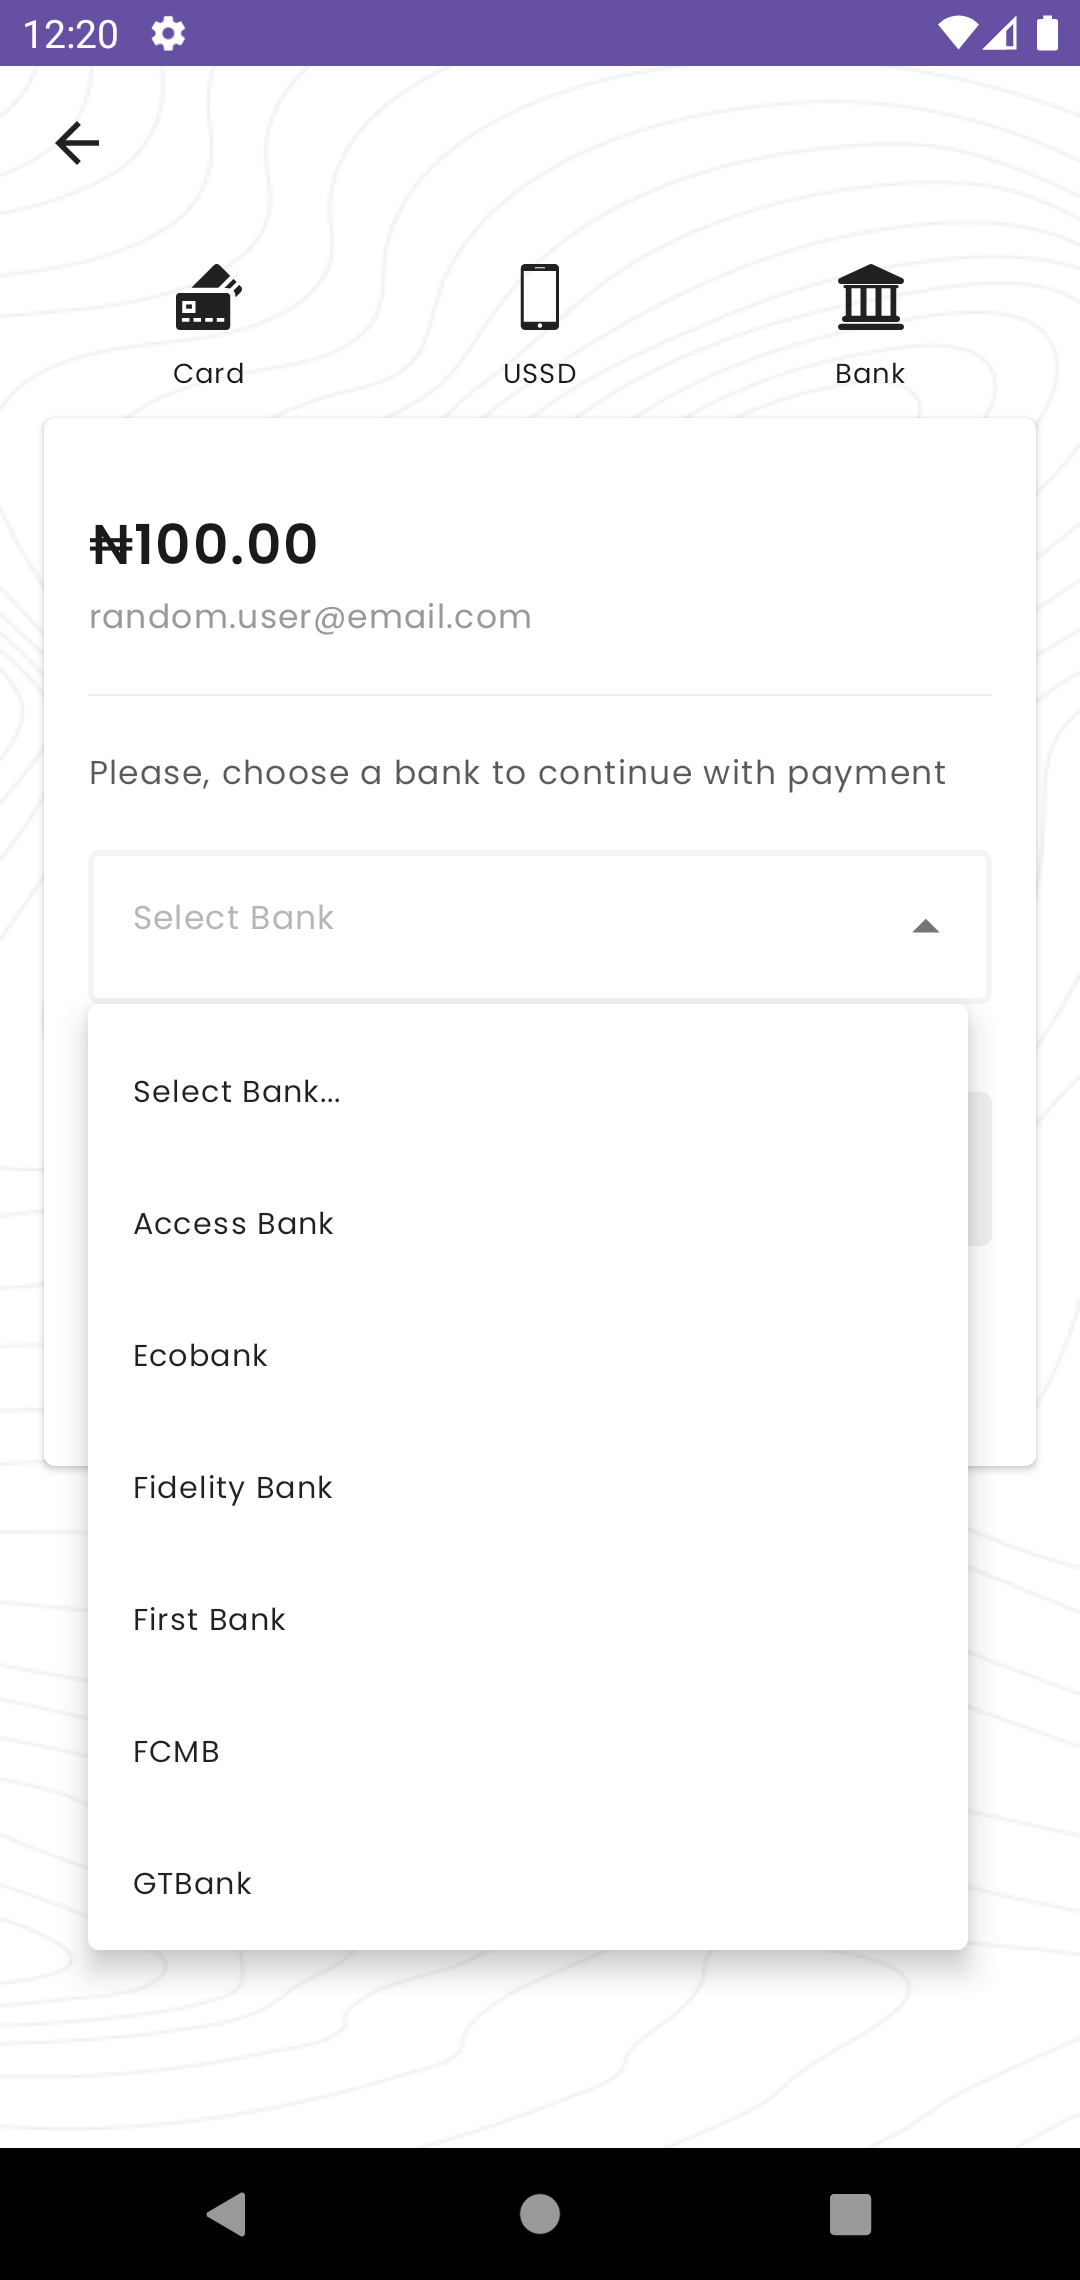 12:20
Card
USSD
Bank
₦100.00
random.user@email.com
Please, choose a bank to continue with payment
Select Bank
Select Bank...
Access Bank
Ecobank
Fidelity Bank
First Bank
FCMB
GTBank